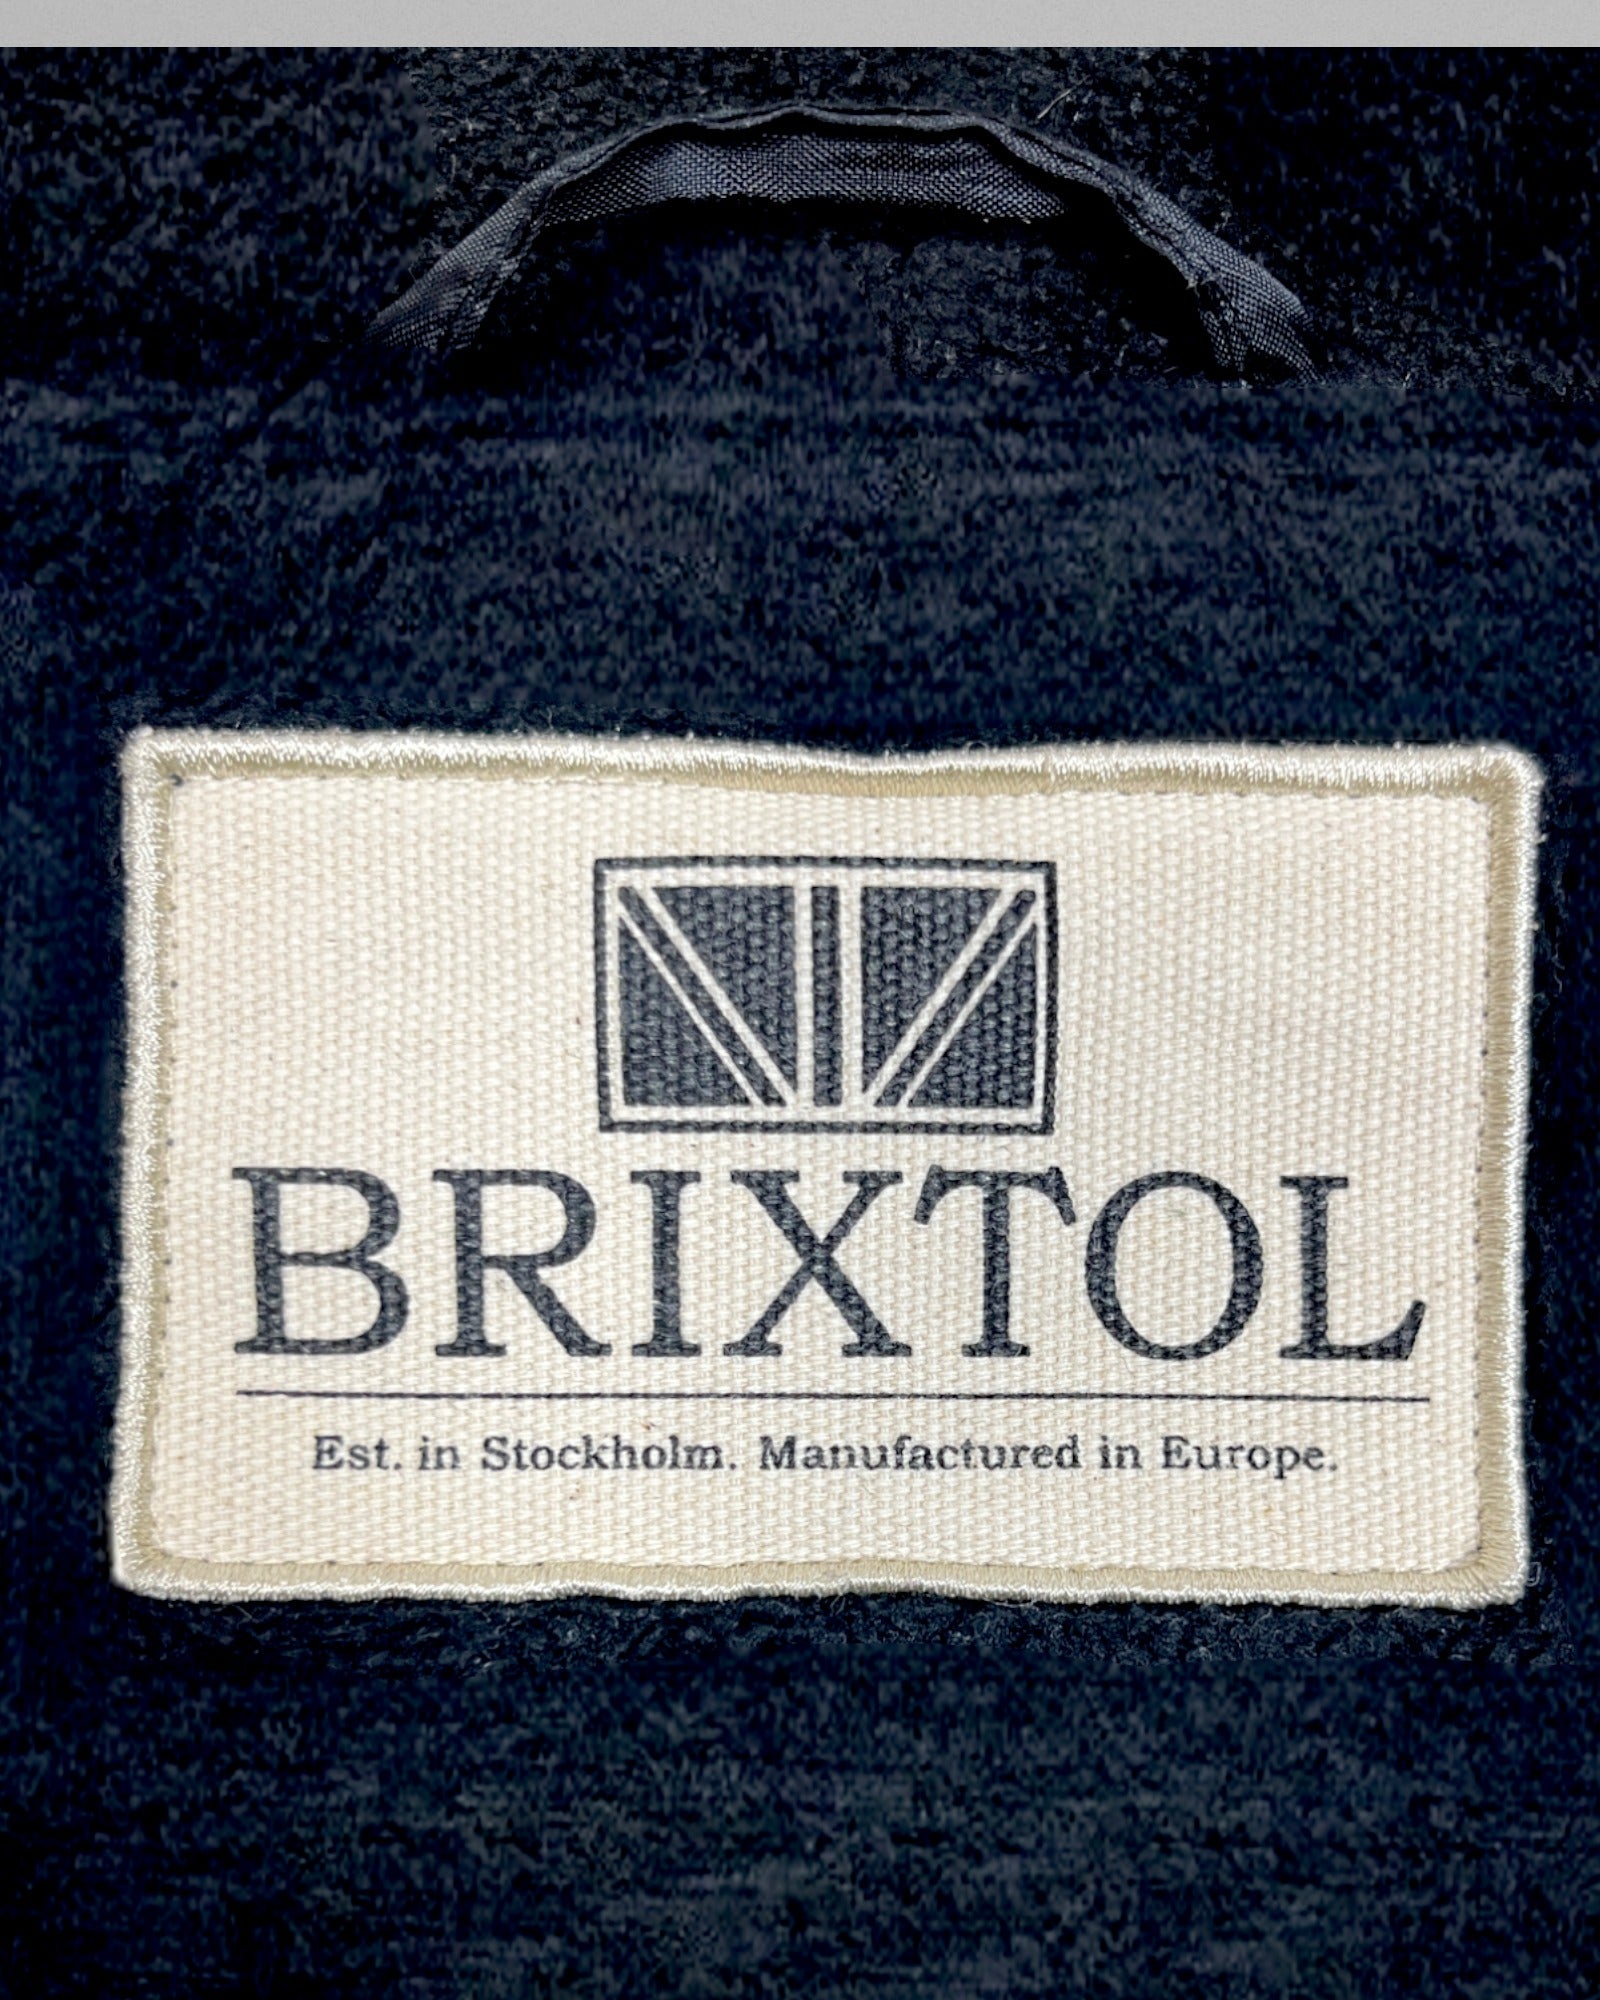 BRIXTOL
Est. in Stockholm. Manufactured in Europe.